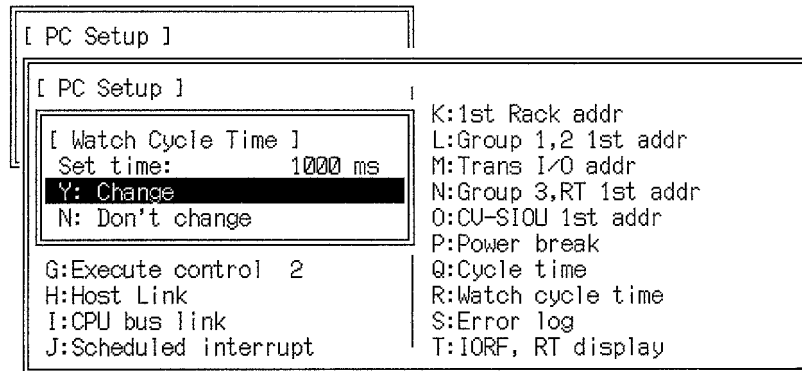 [ PC Setup ]
[ PC Setup ]
[ Watch Cycle Time ]
Set time: 1000 ms
Y: Change
N: Don't change
G:Execute control 2
H:Host Link
I:CPU bus link
J:Scheduled interrupt
K:1st Rack addr
L:Group 1,2 1st addr
M:Trans I/O addr
N:Group 3,RT 1st addr
O:CV-SIOU 1st addr
P:Power break
Q:Cycle time
R:Watch cycle time
S:Error log
T:IORF, RT display